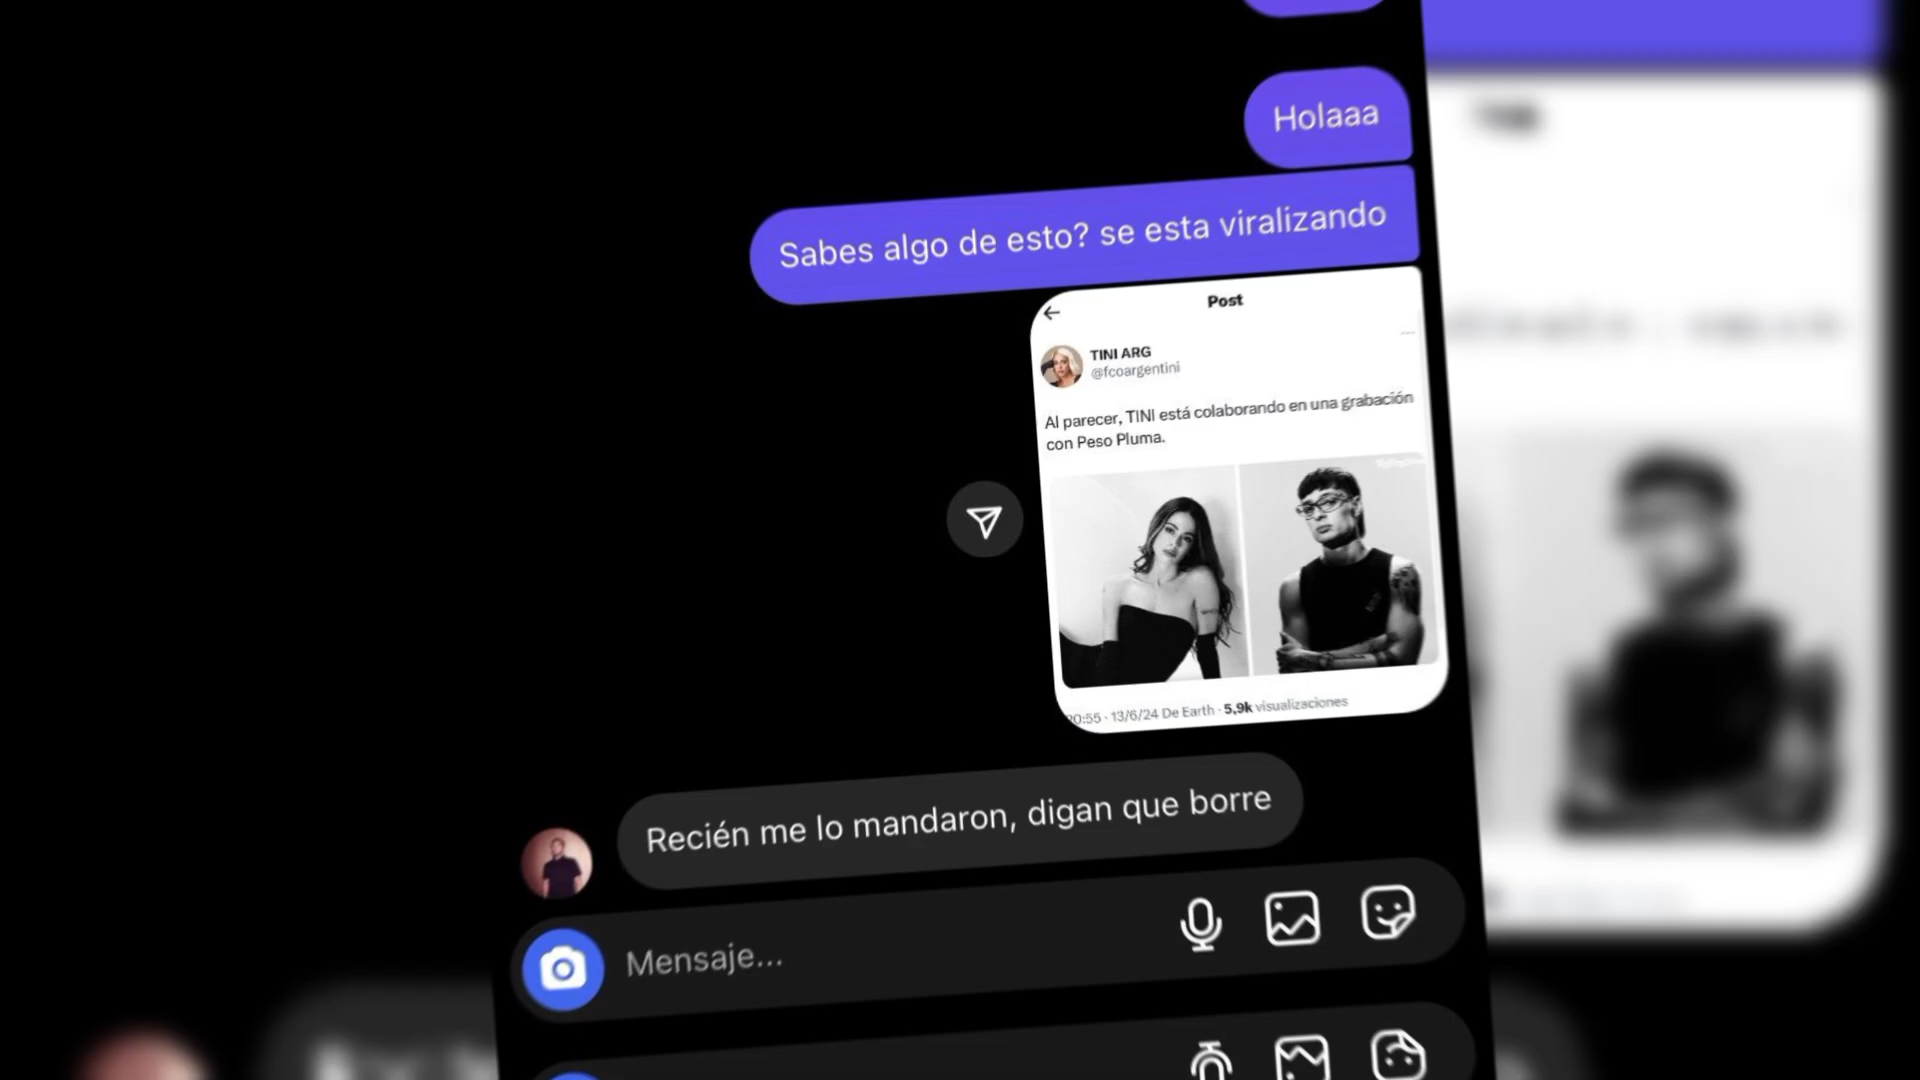 Holaaa
Sabes algo de esto? se esta viralizando
Post
TINI ARG
@fcoargentini
Al parecer, TINI está colaborando en una grabación
con Peso Pluma.
20:55 · 13/6/24 De Earth · 5,9k visualizaciones
Recién me lo mandaron, digan que borre
Mensaje...